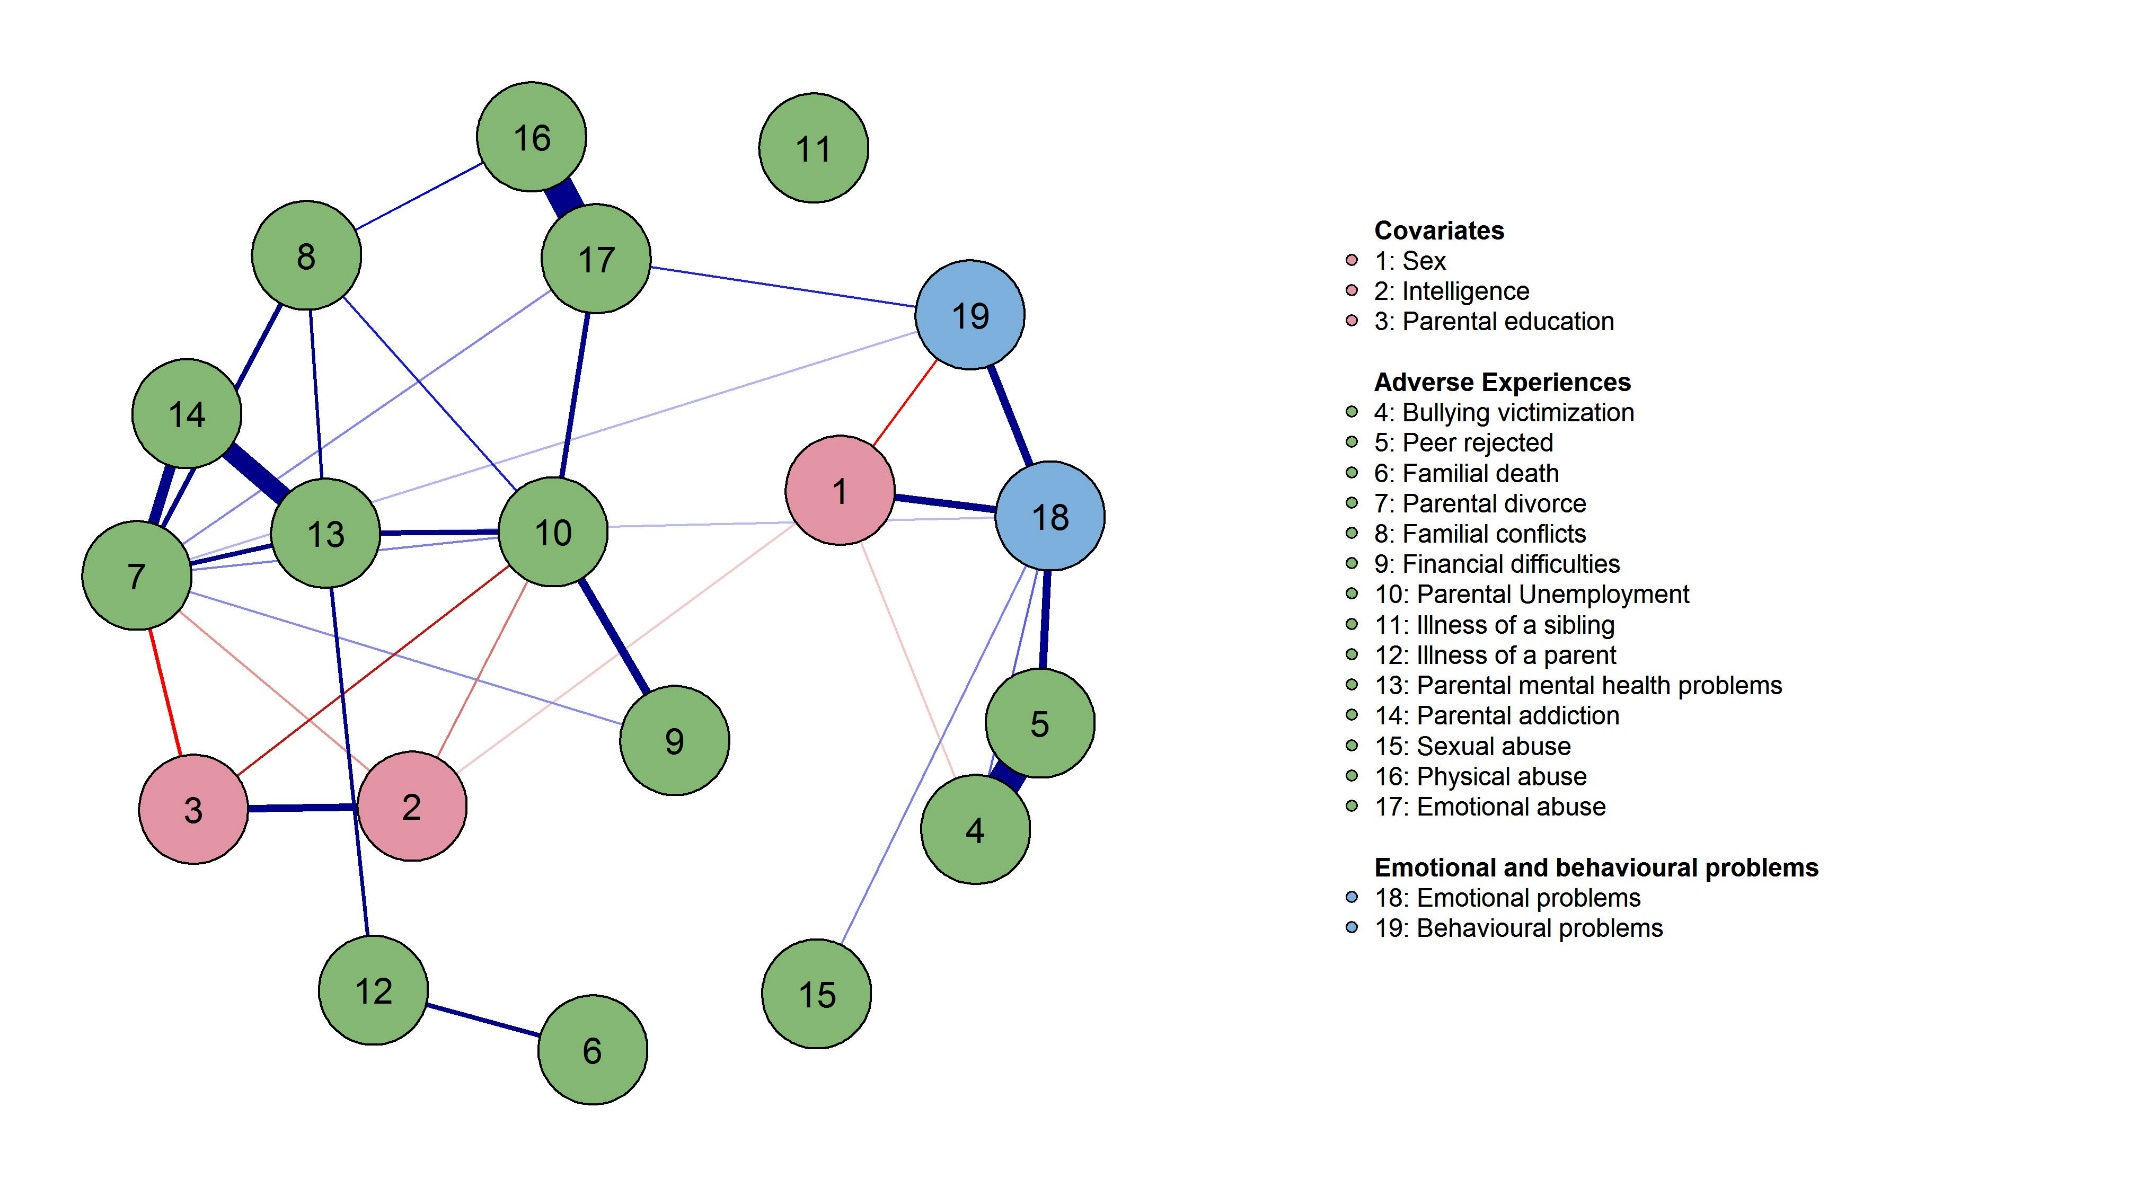 16
11
8
17
19
14
1
18
13
10
7
5
9
3
2
4
12
15
6
Covariates
1: Sex
2: Intelligence
3: Parental education
Adverse Experiences
4: Bullying victimization
5: Peer rejected
6: Familial death
7: Parental divorce
8: Familial conflicts
9: Financial difficulties
10: Parental Unemployment
11: Illness of a sibling
12: Illness of a parent
13: Parental mental health problems
14: Parental addiction
15: Sexual abuse
16: Physical abuse
17: Emotional abuse
Emotional and behavioural problems
18: Emotional problems
19: Behavioural problems